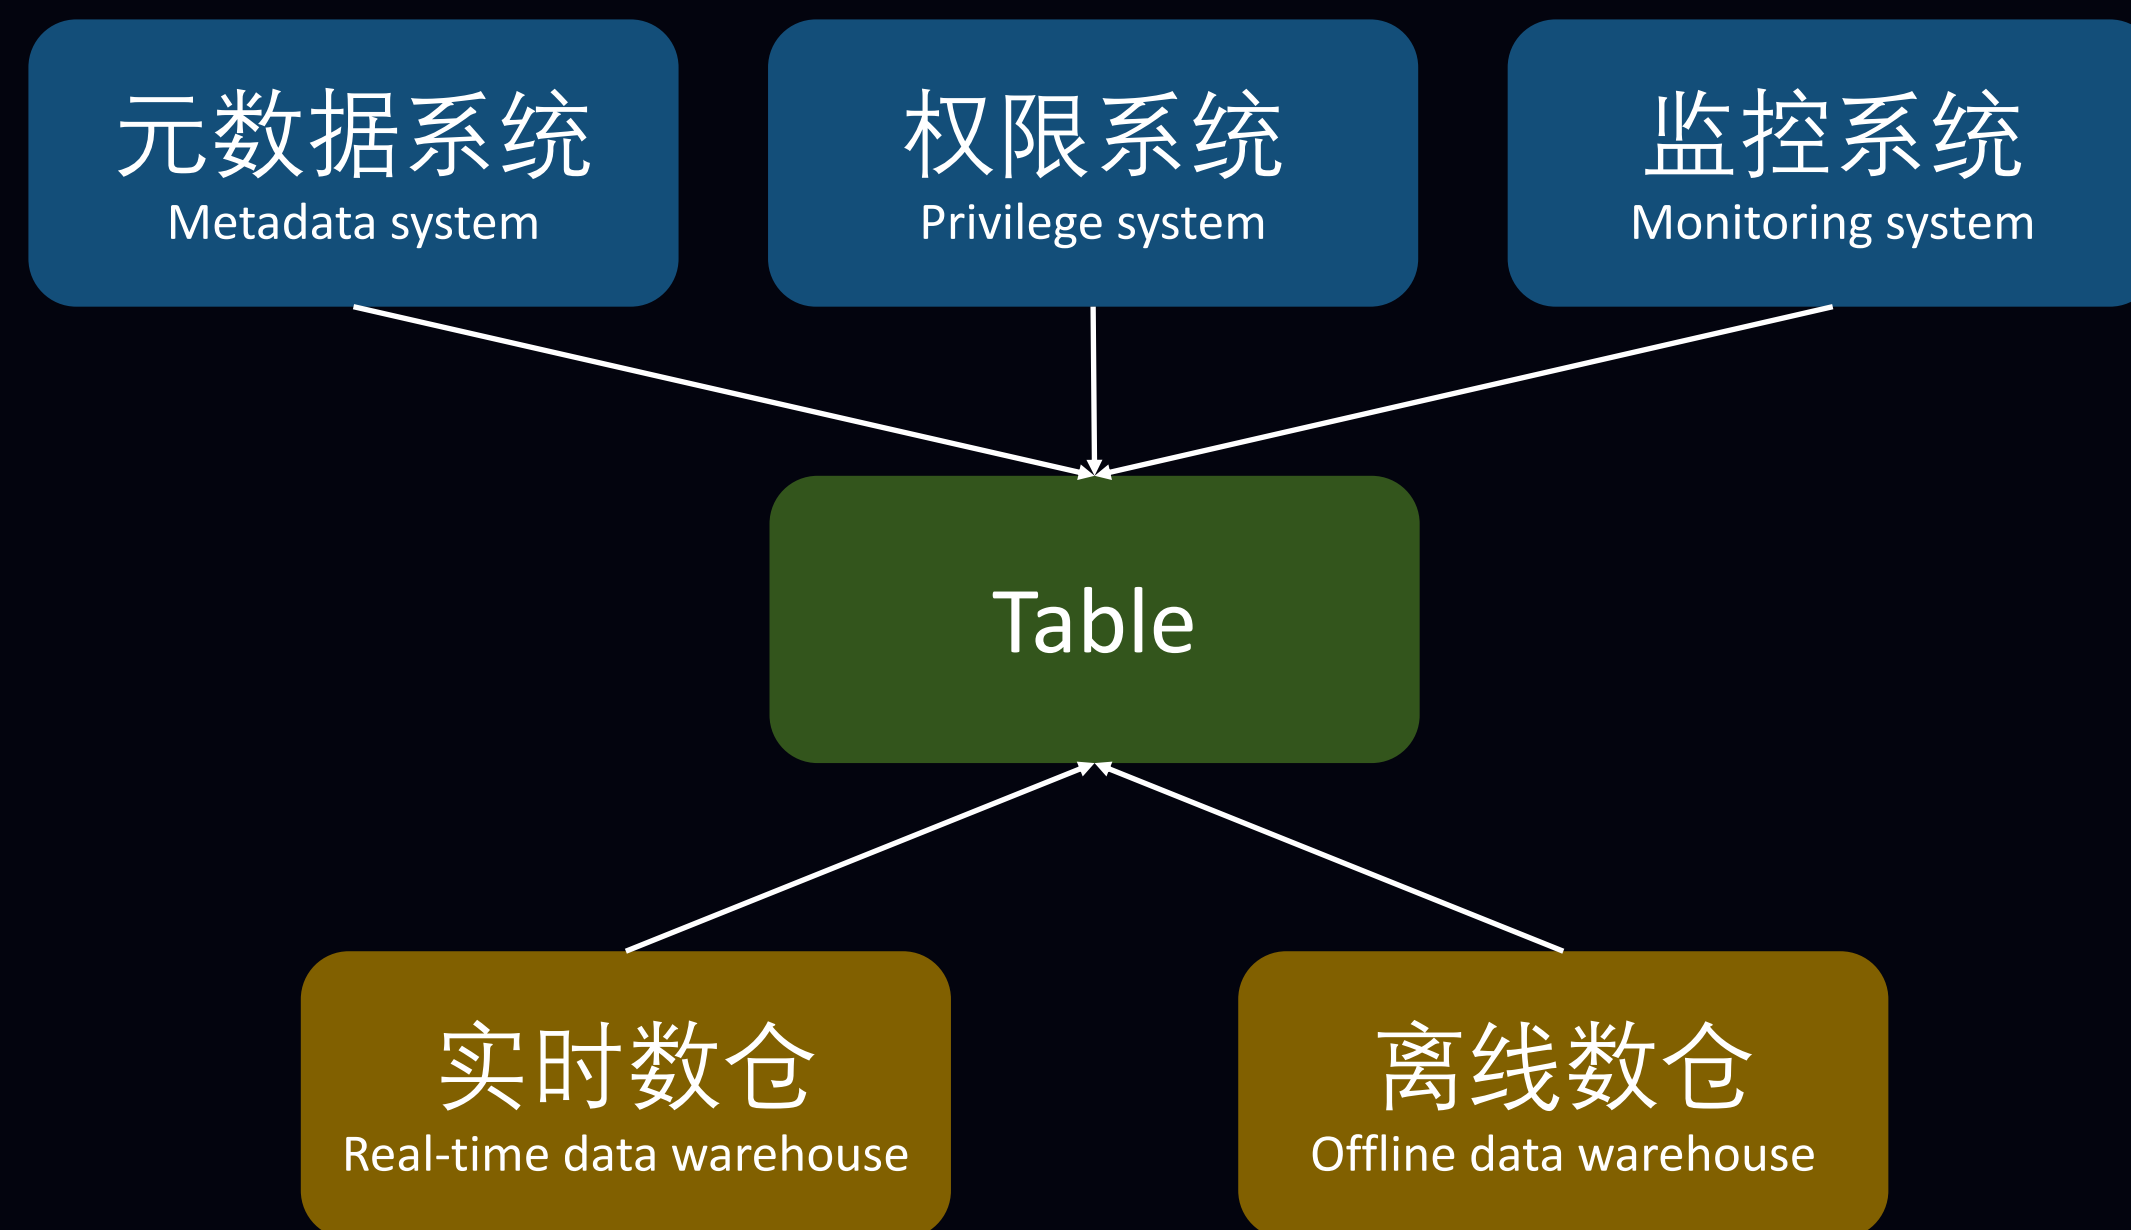 元数据系统
Metadata system
权限系统
Privilege system
监控系统
Monitoring system
Table
实时数仓
Real-time data warehouse
离线数仓
Offline data warehouse